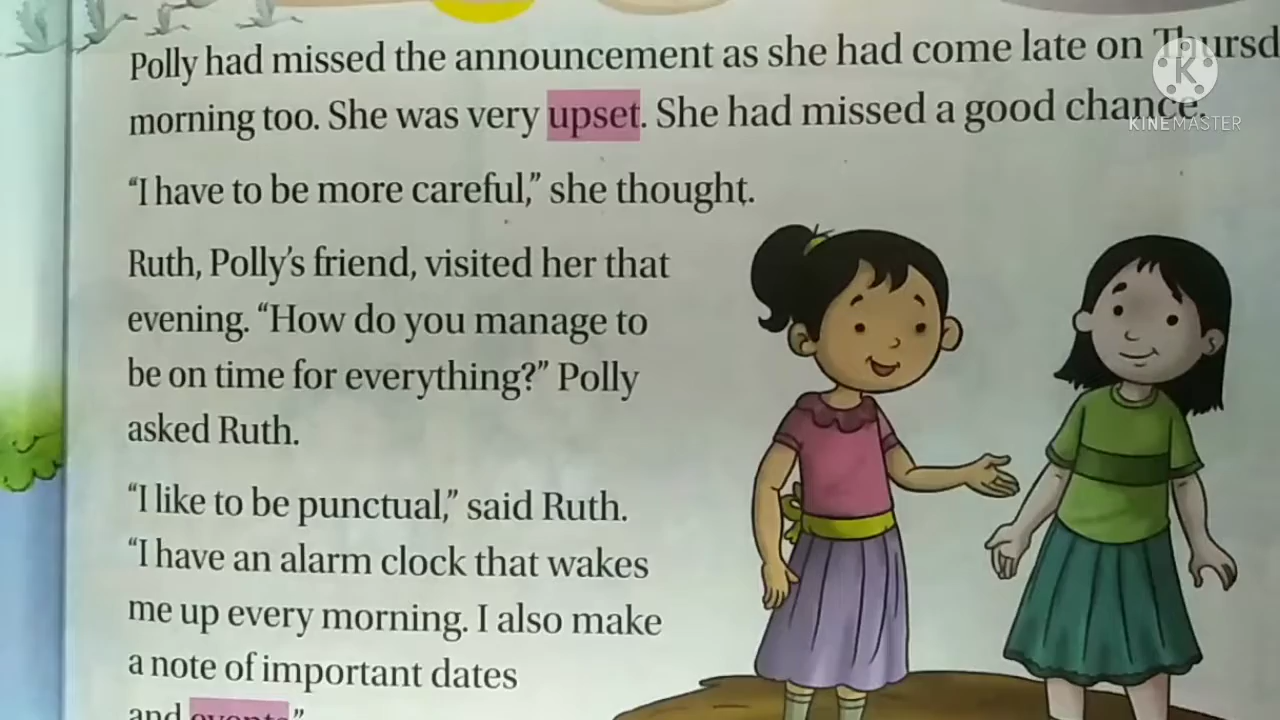 Polly had missed the announcement as she had come late on Thursd
morning too. She was very upset. She had missed a good chance.
“I have to be more careful,” she thought.
Ruth, Polly’s friend, visited her that
evening. “How do you manage to
be on time for everything?” Polly
asked Ruth.
“I like to be punctual,” said Ruth.
“I have an alarm clock that wakes
me up every morning. I also make
a note of important dates
and events.”
K
KINEMASTER